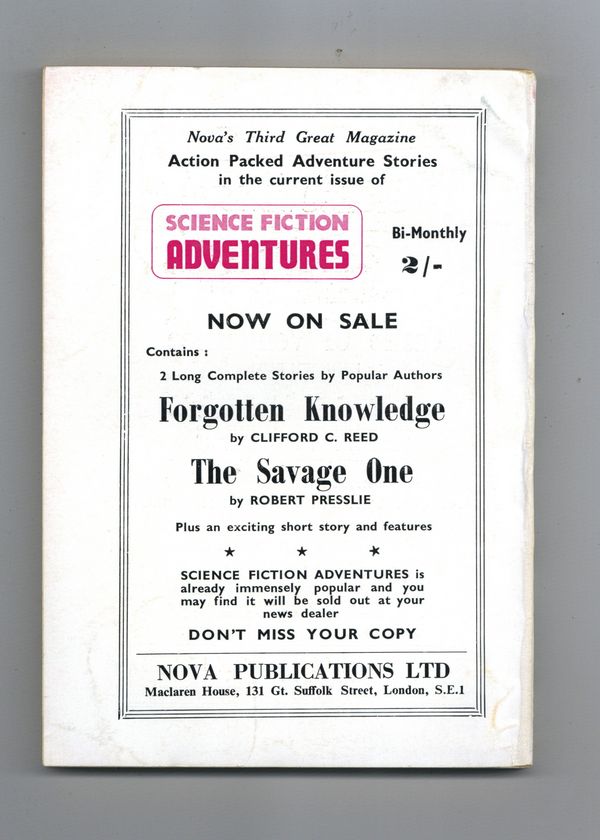 Nova's Third Great Magazine
Action Packed Adventure Stories
in the current issue of
SCIENCE FICTION
ADVENTURES
Bi-Monthly
2/-
NOW ON SALE
Contains :
2 Long Complete Stories by Popular Authors
Forgotten Knowledge
by CLIFFORD C. REED
The Savage One
by ROBERT PRESSLIE
Plus an exciting short story and features
★ ★ ★
SCIENCE FICTION ADVENTURES is
already immensely popular and you
may find it will be sold out at your
news dealer
DON'T MISS YOUR COPY
NOVA PUBLICATIONS LTD
Maclaren House, 131 Gt. Suffolk Street, London, S.E.1